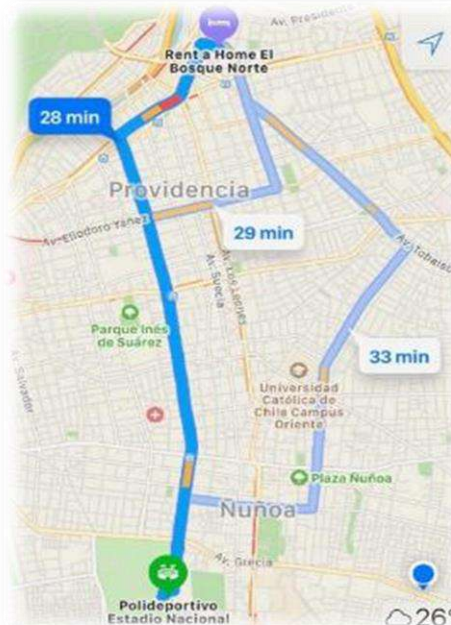 Av. Presidente
Rent a Home El
Bosque Norte
28 min
Providencia
Av. Eliodoro Yáñez
29 min
Av. Los Leones
Av. Suecia
Av. Tobalaba
Parque Inés
de Suárez
33 min
Av. Salvador
Universidad
Católica de
Chile Campus
Oriente
Plaza Ñuñoa
Ñuñoa
Av. Grecia
Polideportivo
Estadio Nacional
26°